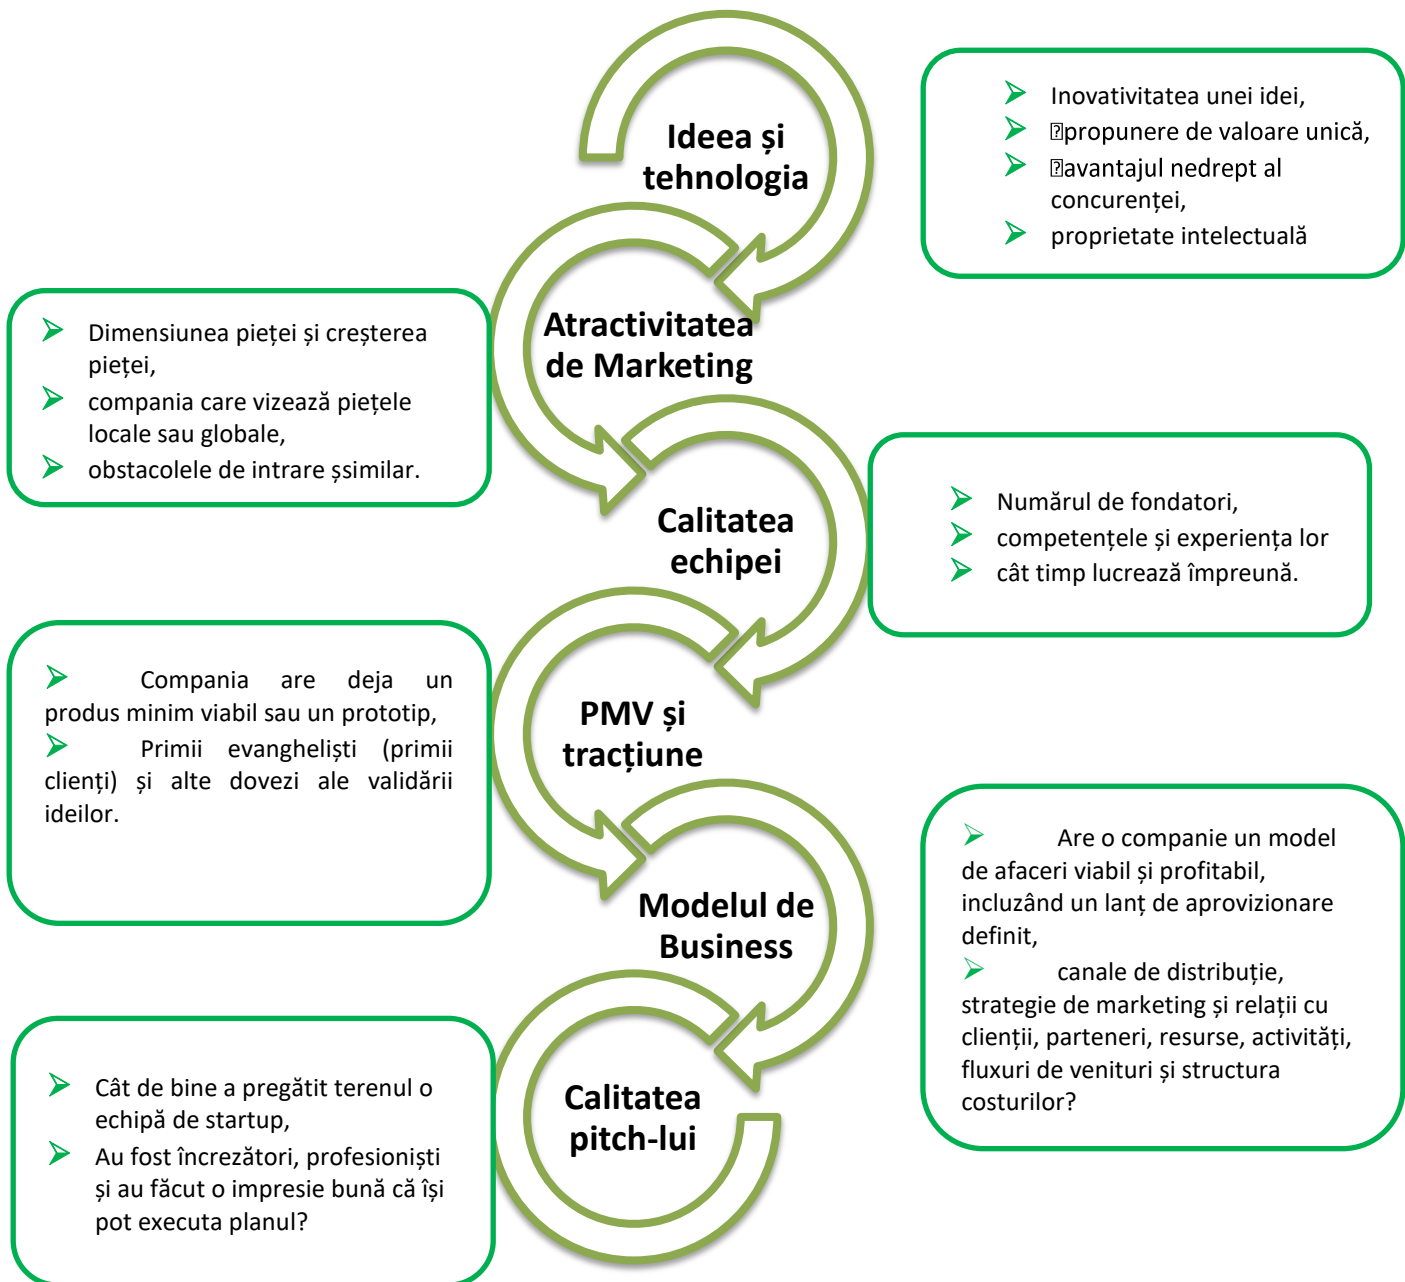 Ideea și
tehnologia
➢ Inovativitatea unei idei,
➢ propunere de valoare unică,
➢ avantajul nedrept al
concurenței,
➢ proprietate intelectuală
Atractivitatea
de Marketing
➢ Dimensiunea pieței și creșterea
pieței,
➢ compania care vizează piețele
locale sau globale,
➢ obstacolele de intrare șsimilar.
Calitatea
echipei
➢ Numărul de fondatori,
➢ competențele și experiența lor
➢ cât timp lucrează împreună.
PMV și
tracțiune
➢ Compania are deja un
produs minim viabil sau un prototip,
➢ Primii evangheliști (primii
clienți) și alte dovezi ale validării
ideilor.
Modelul de
Business
➢ Are o companie un model
de afaceri viabil și profitabil,
incluzând un lanț de aprovizionare
definit,
➢ canale de distribuție,
strategie de marketing și relații cu
clienții, parteneri, resurse, activități,
fluxuri de venituri și structura
costurilor?
Calitatea
pitch-lui
➢ Cât de bine a pregătit terenul o
echipă de startup,
➢ Au fost încrezători, profesioniști
și au făcut o impresie bună că își
pot executa planul?